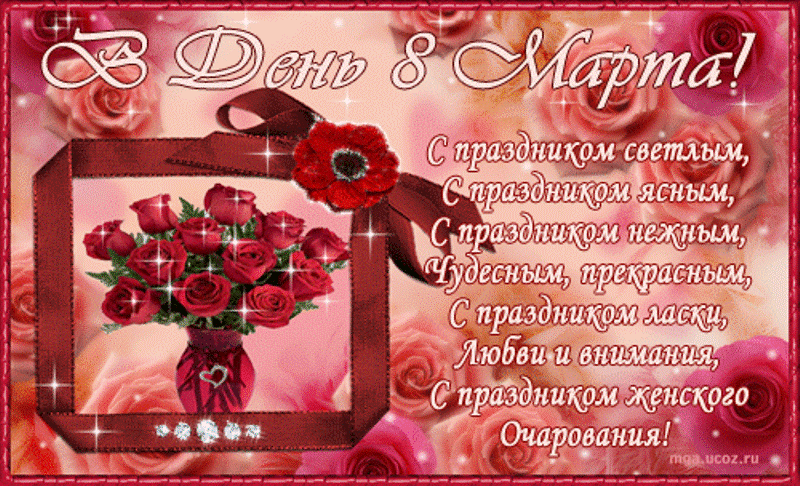 В День 8 Марта!
С праздником светлым,
С праздником ясным,
С праздником нежным,
Чудесным, прекрасным,
С праздником ласки,
Любви и внимания,
С праздником женского
Очарования!
mga.ucoz.ru